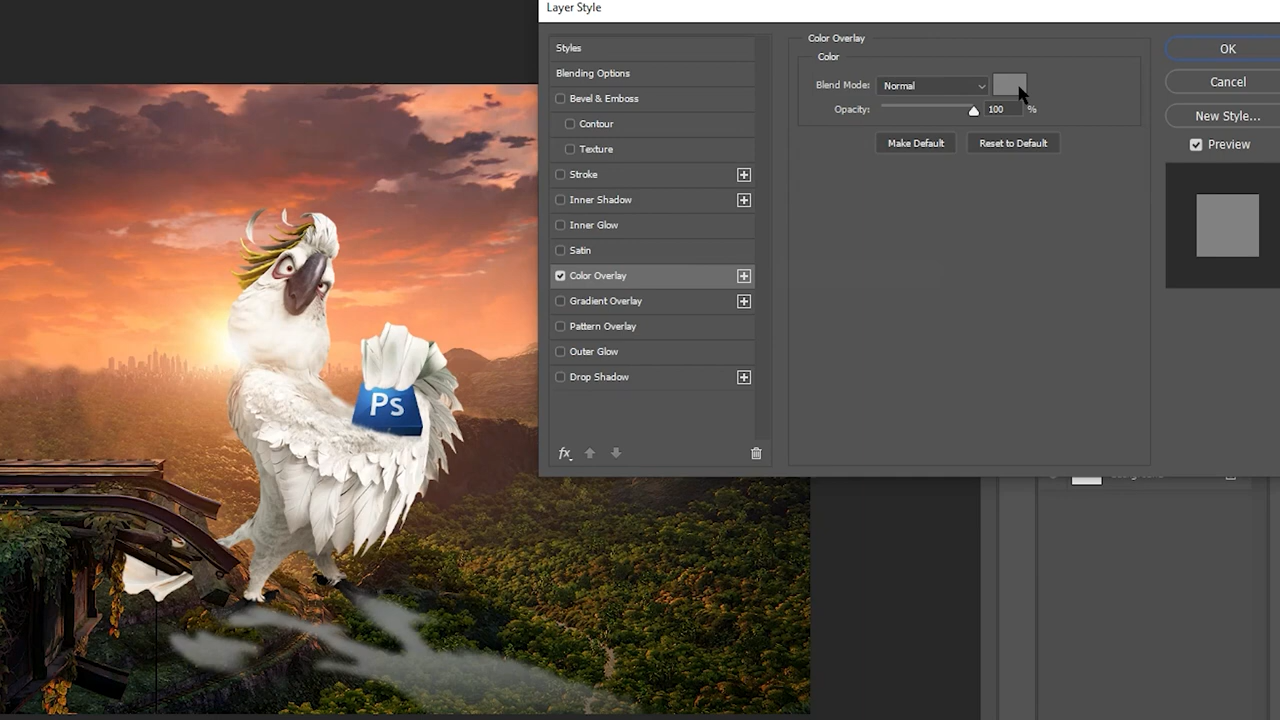 Layer Style
Styles
Blending Options
Bevel & Emboss
Contour
Texture
Stroke
Inner Shadow
Inner Glow
Satin
Color Overlay
Gradient Overlay
Pattern Overlay
Outer Glow
Drop Shadow
fx
Color Overlay
Color
Blend Mode: Normal
Opacity: 100 %
Make Default Reset to Default
OK
Cancel
New Style...
Preview
Ps